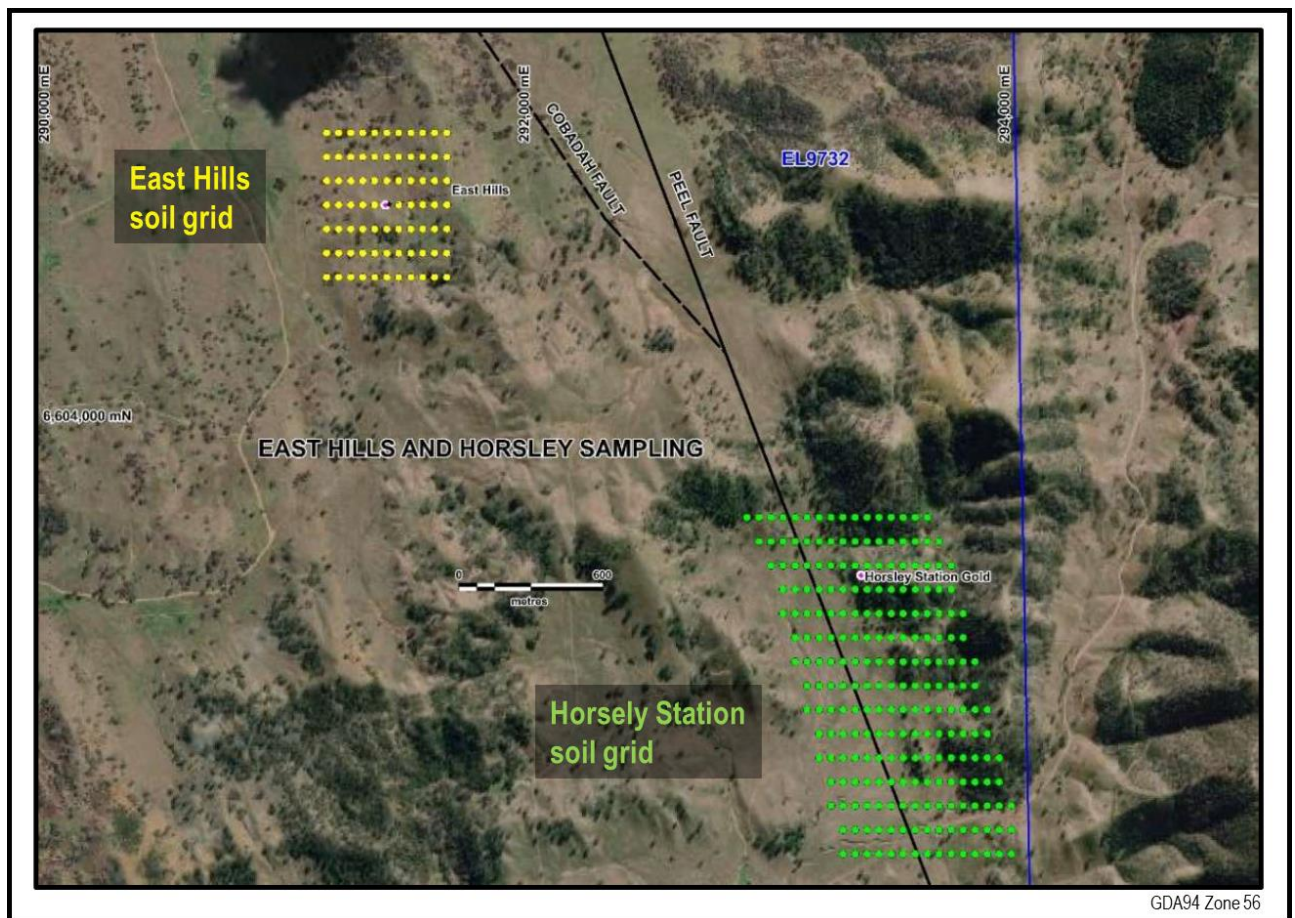 290,000 mE
292,000 mE
294,000 mE
COBADAH FAULT
PEEL FAULT
EL9732
East Hills
soil grid
East Hills
6,604,000 mN
EAST HILLS AND HORSLEY SAMPLING
Horsley Station Gold
0
600
metres
Horsely Station
soil grid
GDA94 Zone 56